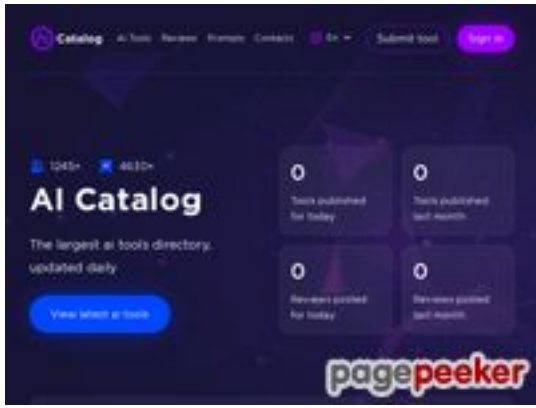 Catalog AI Tools Reviews Prompts Contacts En Submit tool Sign in
1245+ 4630+
AI Catalog
The largest ai tools directory,
updated daily
View latest ai tools
0
Tools published
for today
0
Tools published
last month
0
Reviews posted
for today
0
Reviews posted
last month
pagepeeker